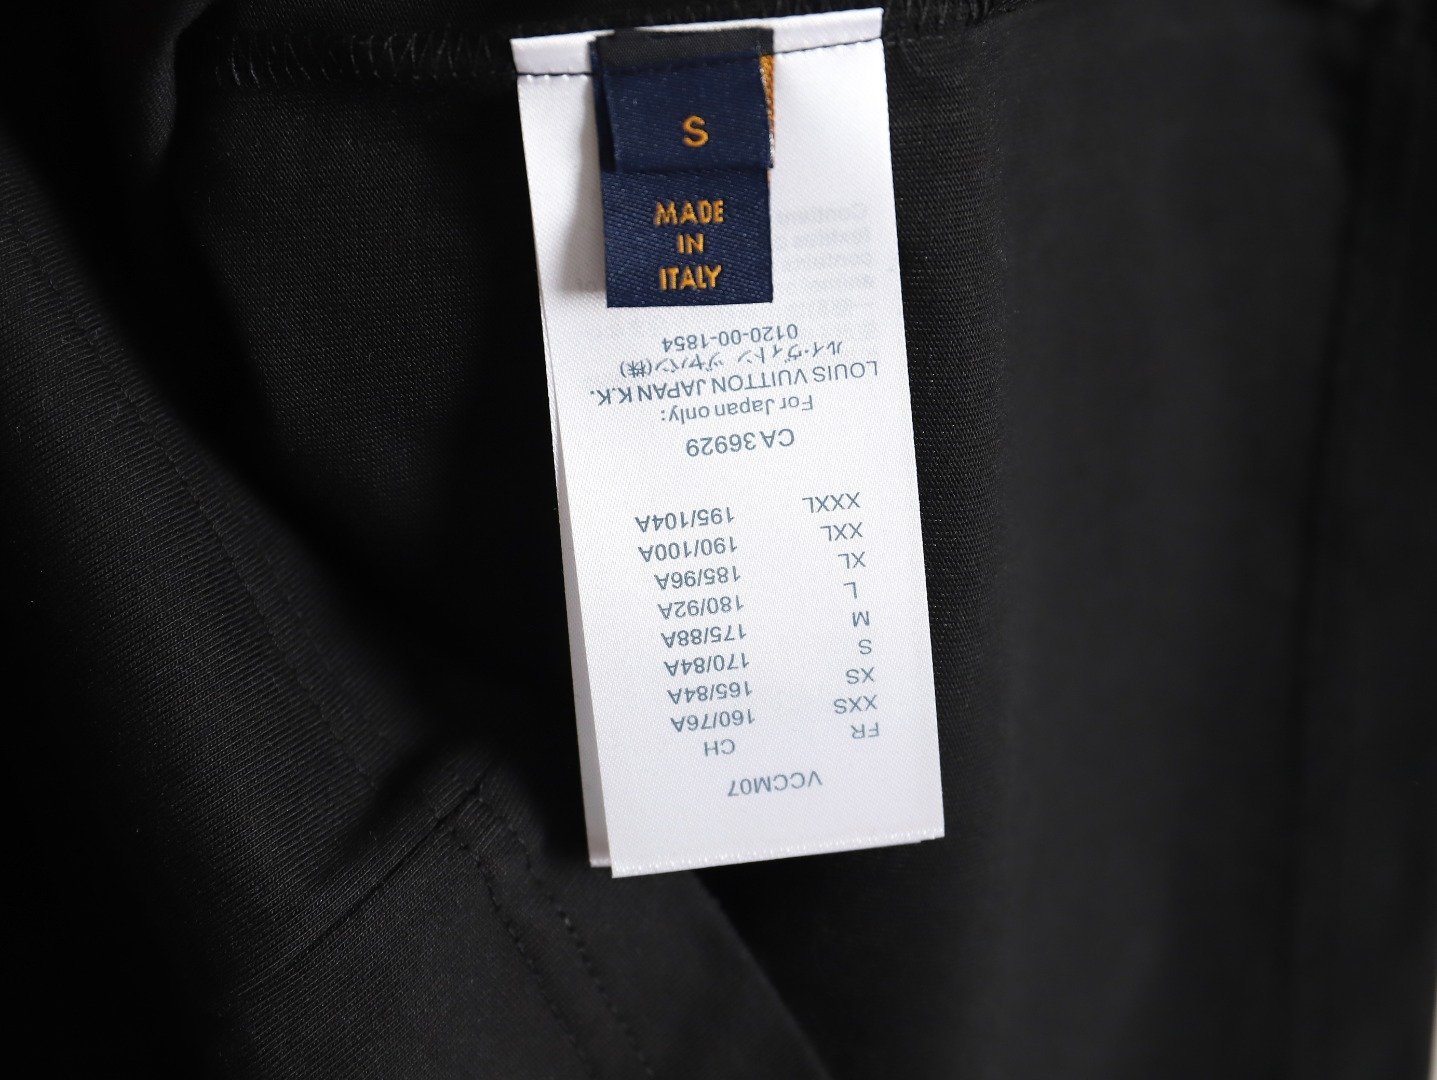 S
MADE
IN
ITALY
VCCM07
FR CH
XXS 160/76A
XS 165/84A
S 170/84A
M 175/88A
L 180/92A
XL 185/96A
XXL 190/100A
XXXL 195/104A
CA 36929
For Japan only:
LOUIS VUITTON JAPAN K.K.
ルイ・ヴィトン ジャパン(株)
0120-00-1854